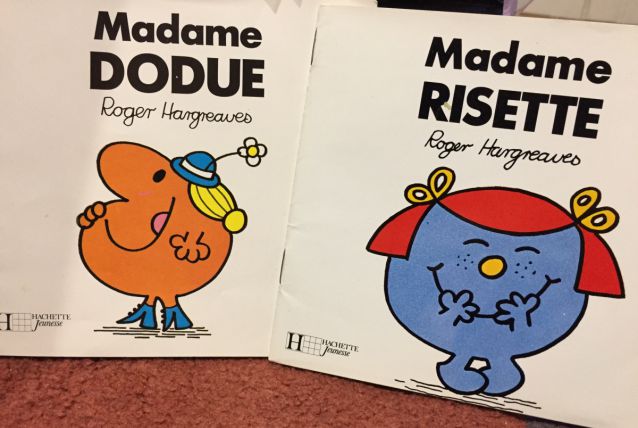 Madame
DODUE
Roger Hargreaves
H HACHETTE
Jeunesse
Madame
RISETTE
Roger Hargreaves
H HACHETTE
Jeunesse